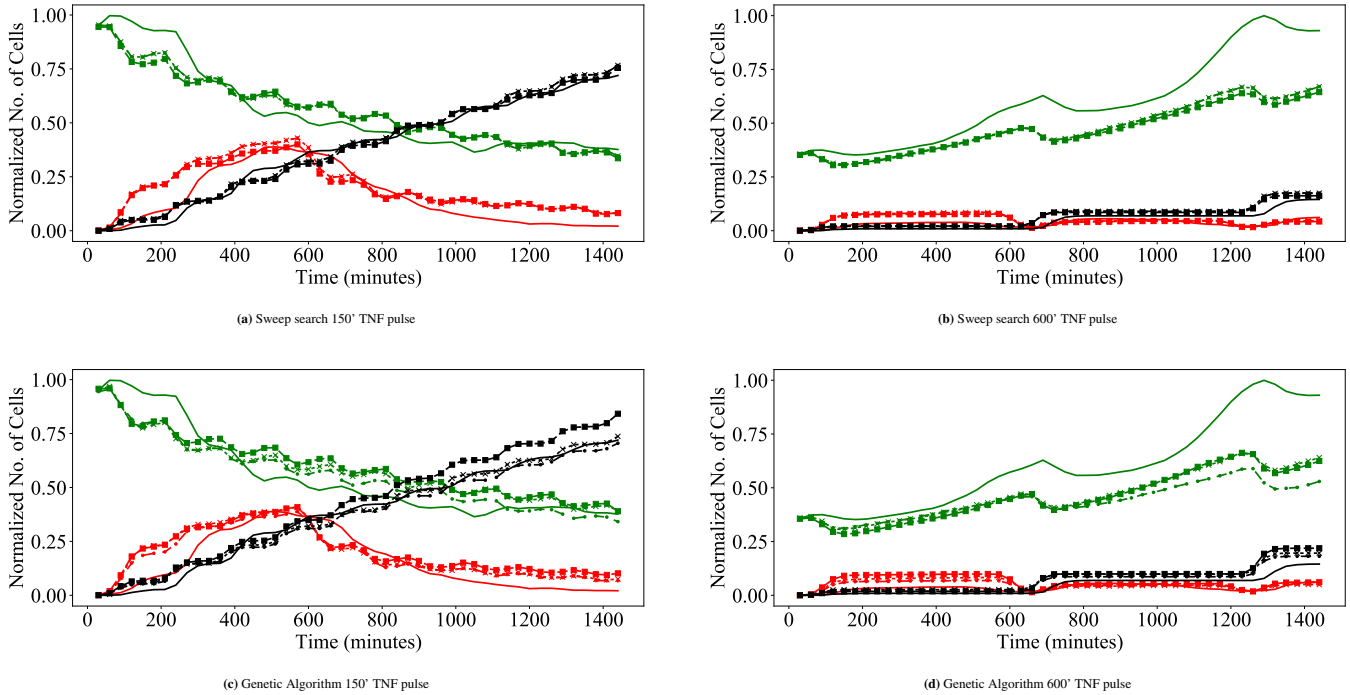 1.00
0.75
0.50
0.25
0.00
Normalized No. of Cells
0 200 400 600 800 1000 1200 1400
Time (minutes)
(a) Sweep search 150' TNF pulse
1.00
0.75
0.50
0.25
0.00
Normalized No. of Cells
0 200 400 600 800 1000 1200 1400
Time (minutes)
(b) Sweep search 600' TNF pulse
1.00
0.75
0.50
0.25
0.00
Normalized No. of Cells
0 200 400 600 800 1000 1200 1400
Time (minutes)
(c) Genetic Algorithm 150' TNF pulse
1.00
0.75
0.50
0.25
0.00
Normalized No. of Cells
0 200 400 600 800 1000 1200 1400
Time (minutes)
(d) Genetic Algorithm 600' TNF pulse